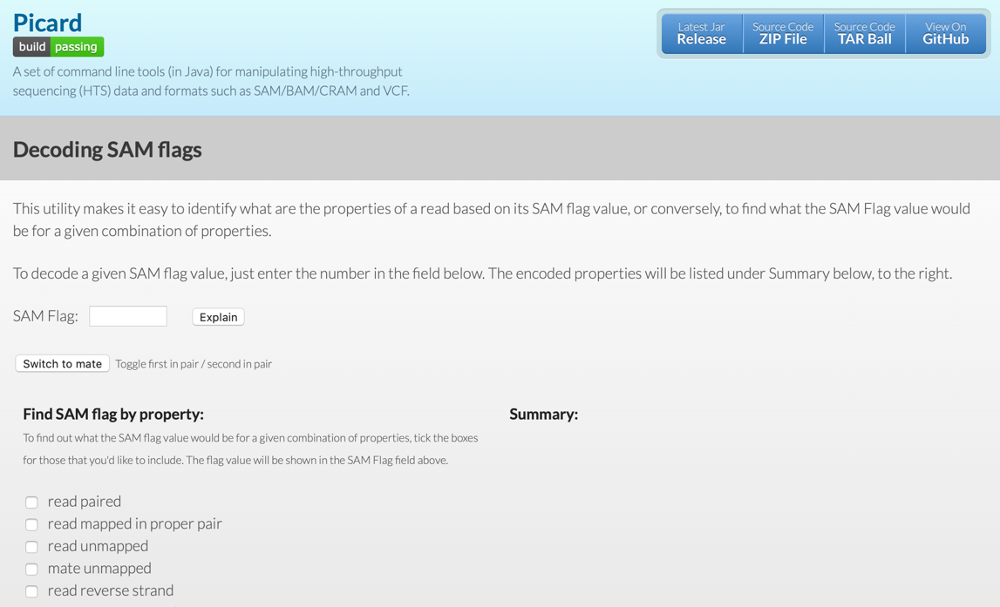 Picard
build passing
A set of command line tools (in Java) for manipulating high-throughput
sequencing (HTS) data and formats such as SAM/BAM/CRAM and VCF.
Latest Jar
Release
Source Code
ZIP File
Source Code
TAR Ball
View On
GitHub
Decoding SAM flags
This utility makes it easy to identify what are the properties of a read based on its SAM flag value, or conversely, to find what the SAM Flag value would
be for a given combination of properties.
To decode a given SAM flag value, just enter the number in the field below. The encoded properties will be listed under Summary below, to the right.
SAM Flag: Explain
Switch to mate Toggle first in pair / second in pair
Find SAM flag by property:
To find out what the SAM flag value would be for a given combination of properties, tick the boxes
for those that you'd like to include. The flag value will be shown in the SAM Flag field above.
read paired
read mapped in proper pair
read unmapped
mate unmapped
read reverse strand
Summary: